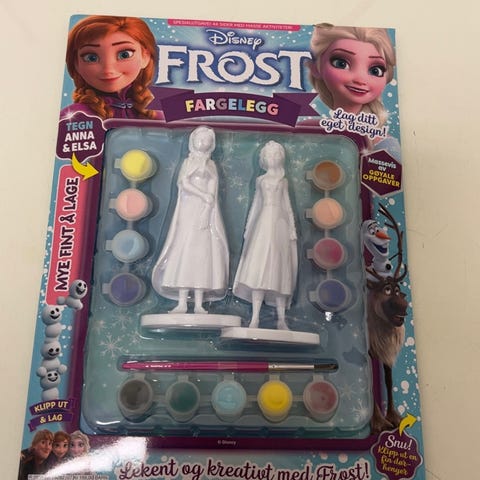 SPESIALUTGAVE! 44 SIDER MED MASSE AKTIVITETER!
Disney
FROST
FARGELEGG
Lag ditt
eget design!
TEGN
ANNA
& ELSA
Massevis
av
GØYALE
OPPGAVER
MYE FINT Å LAGE
KLIPP UT
& LAG
© Disney
Snu!
Klipp ut en
fin dør-
henger
Lekent og kreativt med Frost!